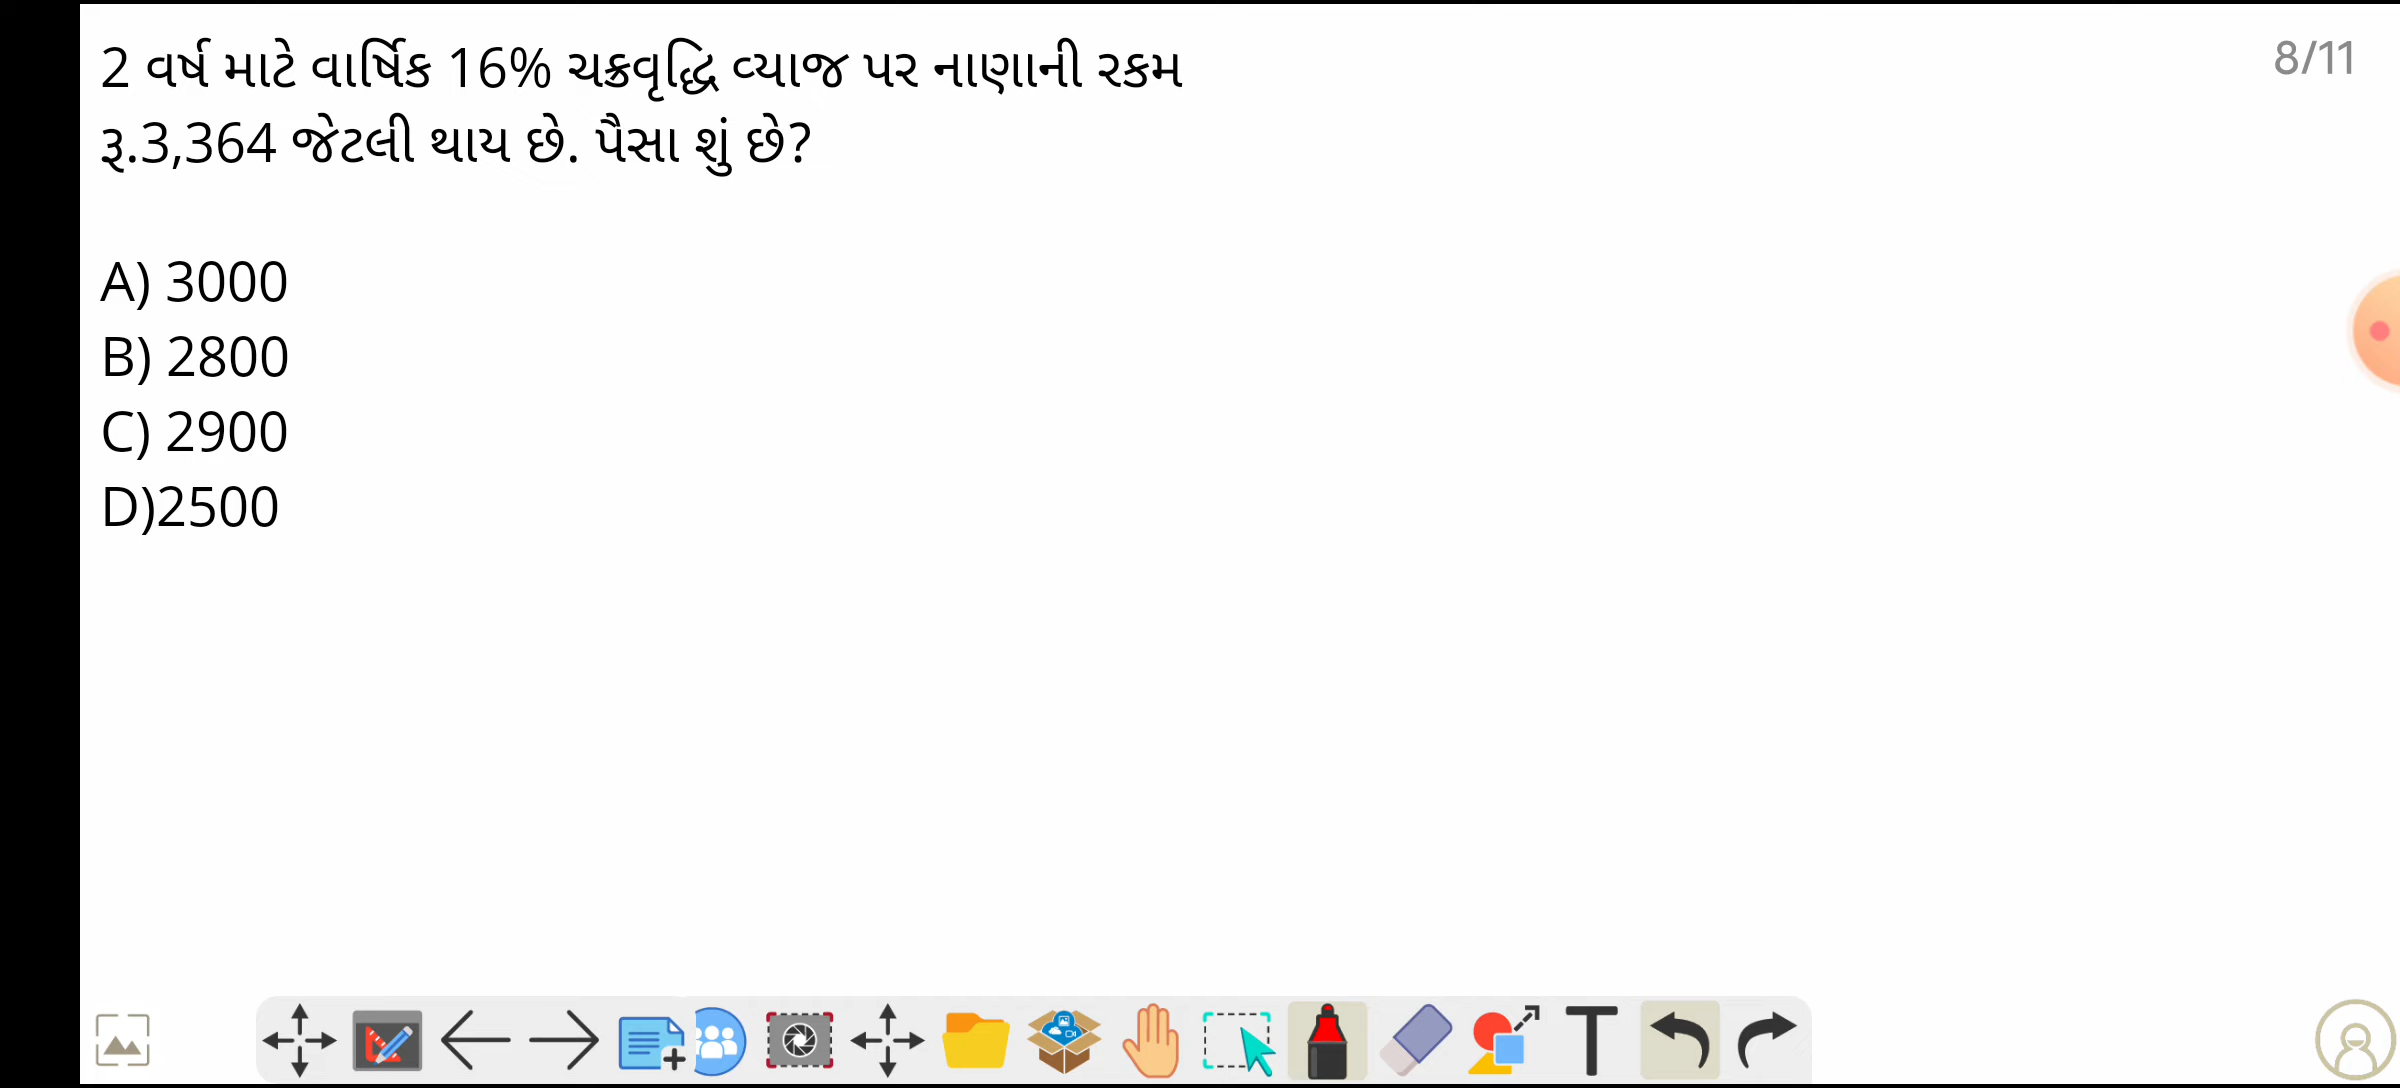 2 વર્ષ માટે વાર્ષિક 16% ચક્રવૃદ્ધિ વ્યાજ પર નાણાની રકમ
રૂ.3,364 જેટલી થાય છે. પૈસા શું છે?
8/11
A) 3000
B) 2800
C) 2900
D)2500